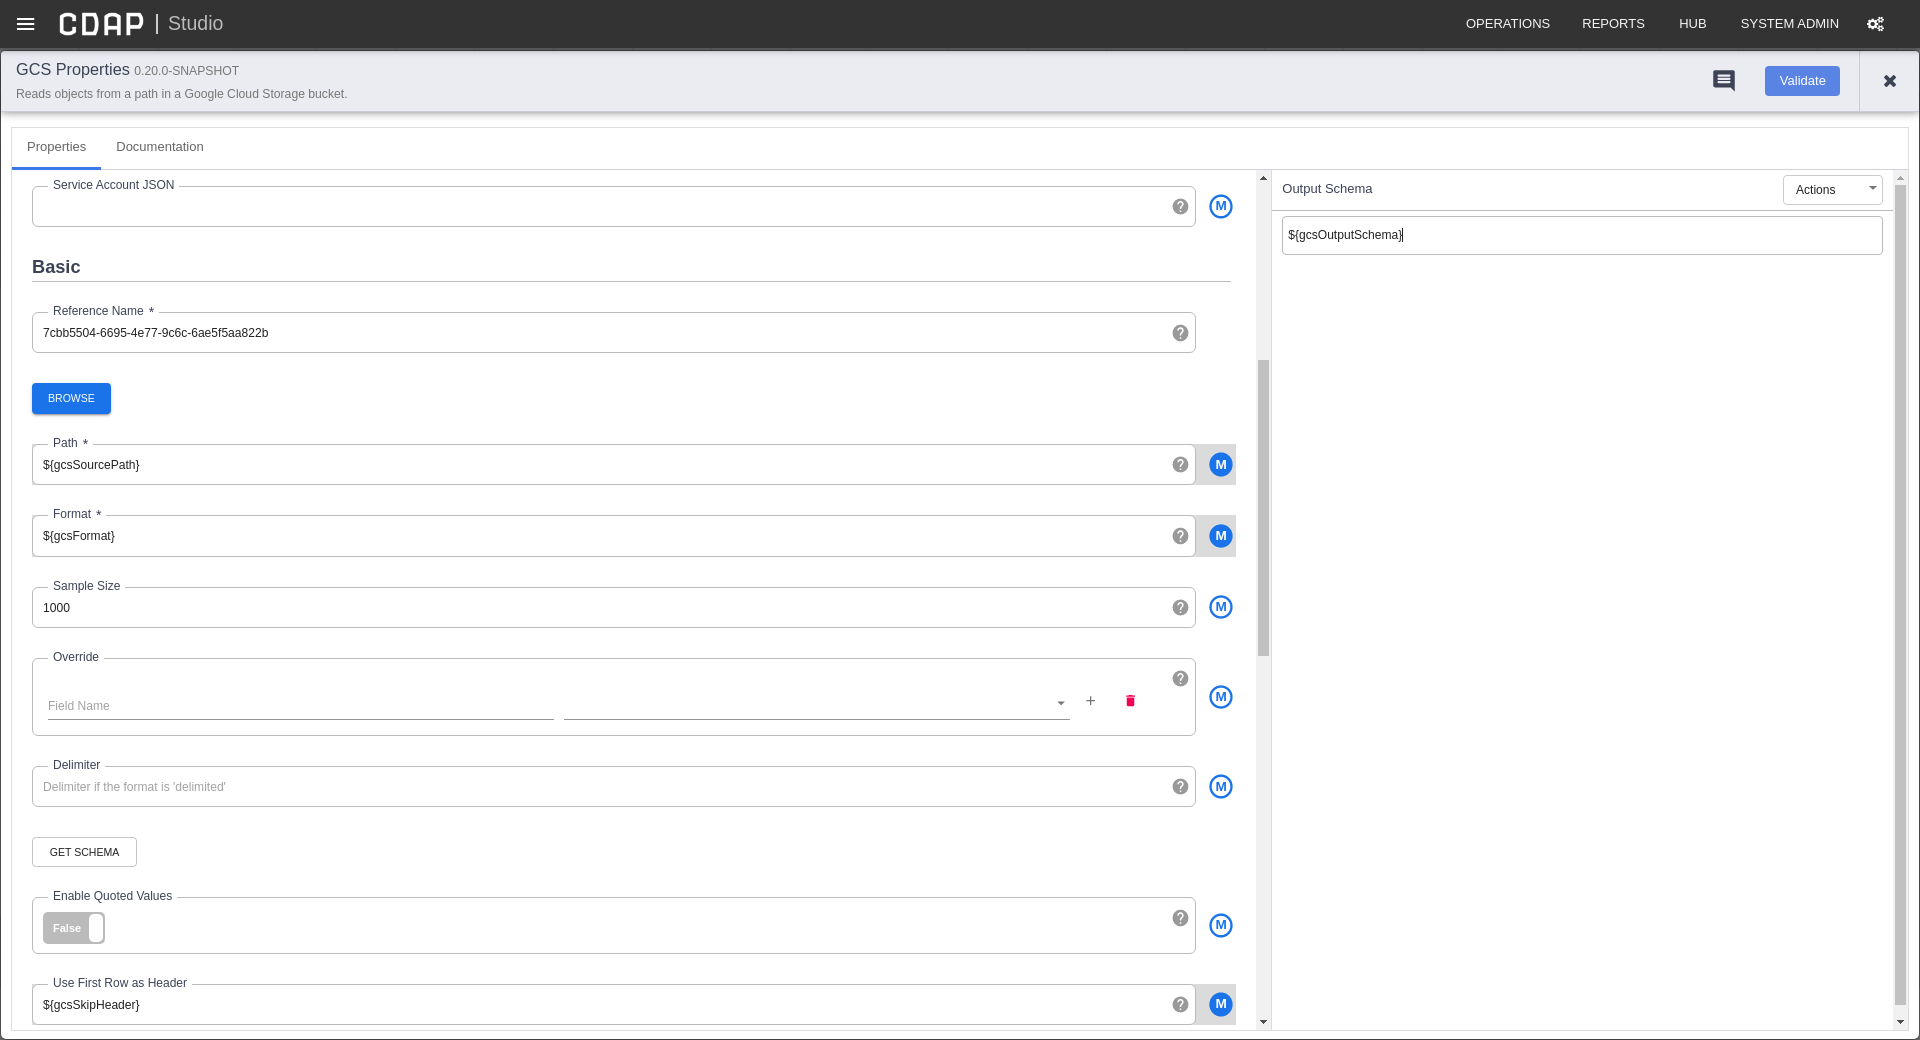 CDAP | Studio
OPERATIONS REPORTS HUB SYSTEM ADMIN
GCS Properties 0.20.0-SNAPSHOT
Reads objects from a path in a Google Cloud Storage bucket.
Validate
Properties Documentation
Service Account JSON
M
Basic
Reference Name *
7cbb5504-6695-4e77-9c6c-6ae5f5aa822b
BROWSE
Path *
${gcsSourcePath}
M
Format *
${gcsFormat}
M
Sample Size
1000
M
Override
Field Name
M
Delimiter
Delimiter if the format is 'delimited'
M
GET SCHEMA
Enable Quoted Values
False
M
Use First Row as Header
${gcsSkipHeader}
M
Output Schema
Actions
${gcsOutputSchema}